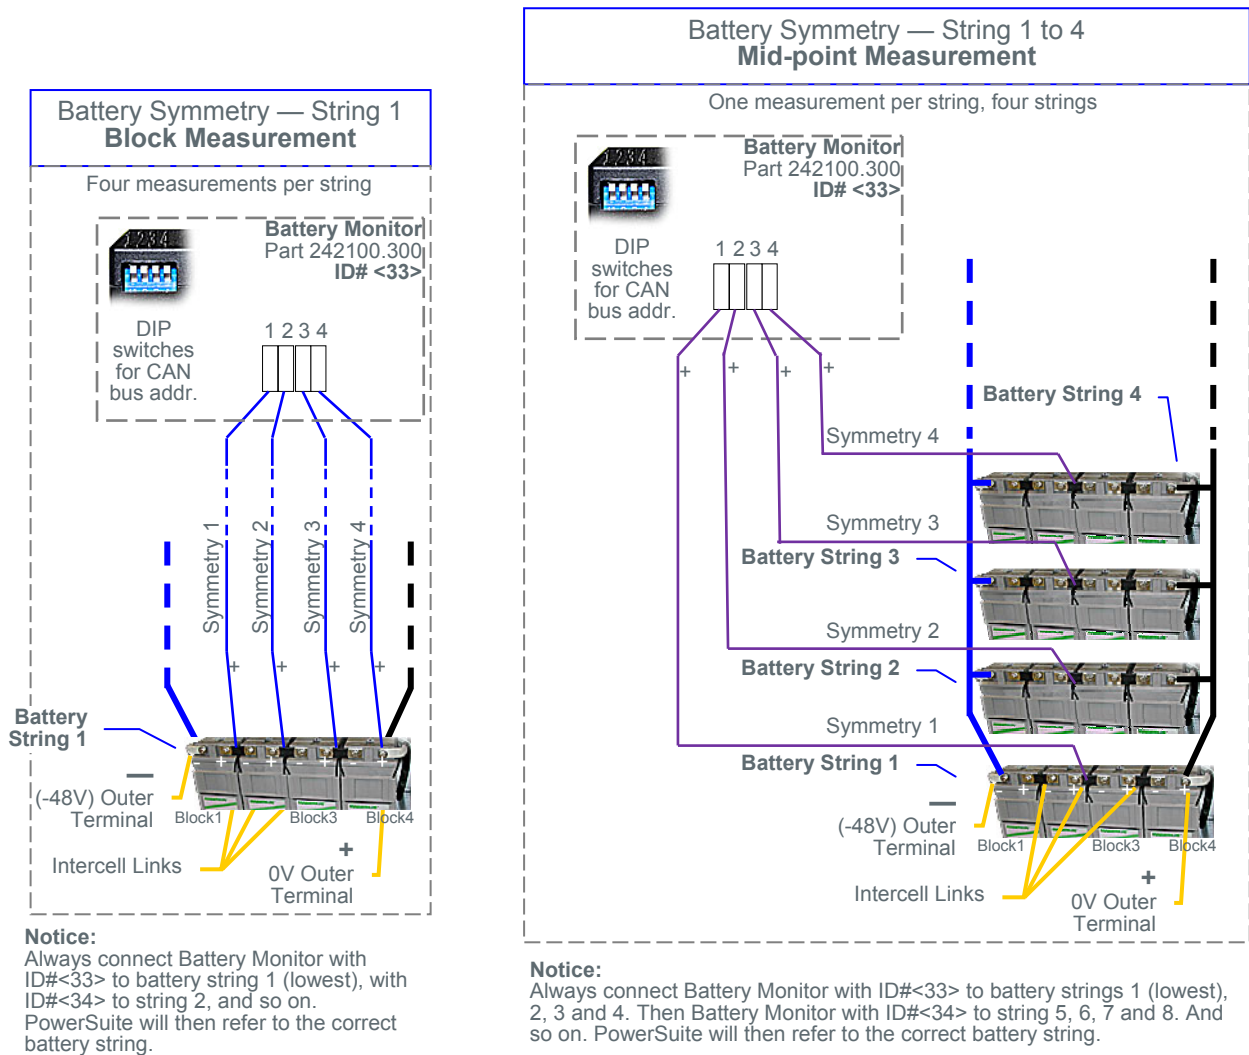 Battery Symmetry — String 1
Block Measurement
Four measurements per string
1 2 3 4
Battery Monitor
Part 242100.300
ID# <33>
DIP
switches
for CAN
bus addr.
1 2 3 4
Symmetry 1
Symmetry 2
Symmetry 3
Symmetry 4
+ + + +
Battery
String 1
+ - + - + - +
—
(-48V) Outer
Terminal
Block1
Block3
Block4
Intercell Links
+
0V Outer
Terminal
Notice:
Always connect Battery Monitor with
ID#<33> to battery string 1 (lowest), with
ID#<34> to string 2, and so on.
PowerSuite will then refer to the correct
battery string.
Battery Symmetry — String 1 to 4
Mid-point Measurement
One measurement per string, four strings
1 2 3 4
Battery Monitor
Part 242100.300
ID# <33>
DIP
switches
for CAN
bus addr.
1 2 3 4
+ + + +
Battery String 4
Symmetry 4
Symmetry 3
Battery String 3
Symmetry 2
Battery String 2
Symmetry 1
Battery String 1
- + - + - + - +
—
(-48V) Outer
Terminal
Block1
Block3
Block4
Intercell Links
+
0V Outer
Terminal
Notice:
Always connect Battery Monitor with ID#<33> to battery strings 1 (lowest),
2, 3 and 4. Then Battery Monitor with ID#<34> to string 5, 6, 7 and 8. And
so on. PowerSuite will then refer to the correct battery string.